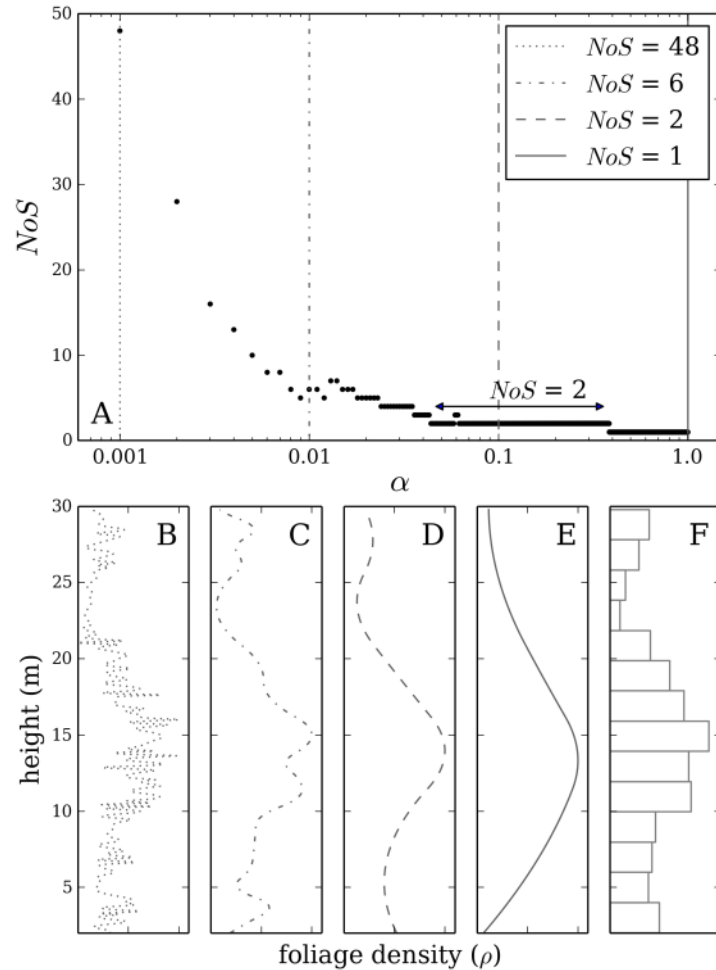 50
40
30
20
10
0
NoS
NoS = 48
NoS = 6
NoS = 2
NoS = 1
NoS = 2
A
0.001
0.01
0.1
1.0
α
30
25
20
15
10
5
height (m)
B
C
D
E
F
foliage density (ρ)